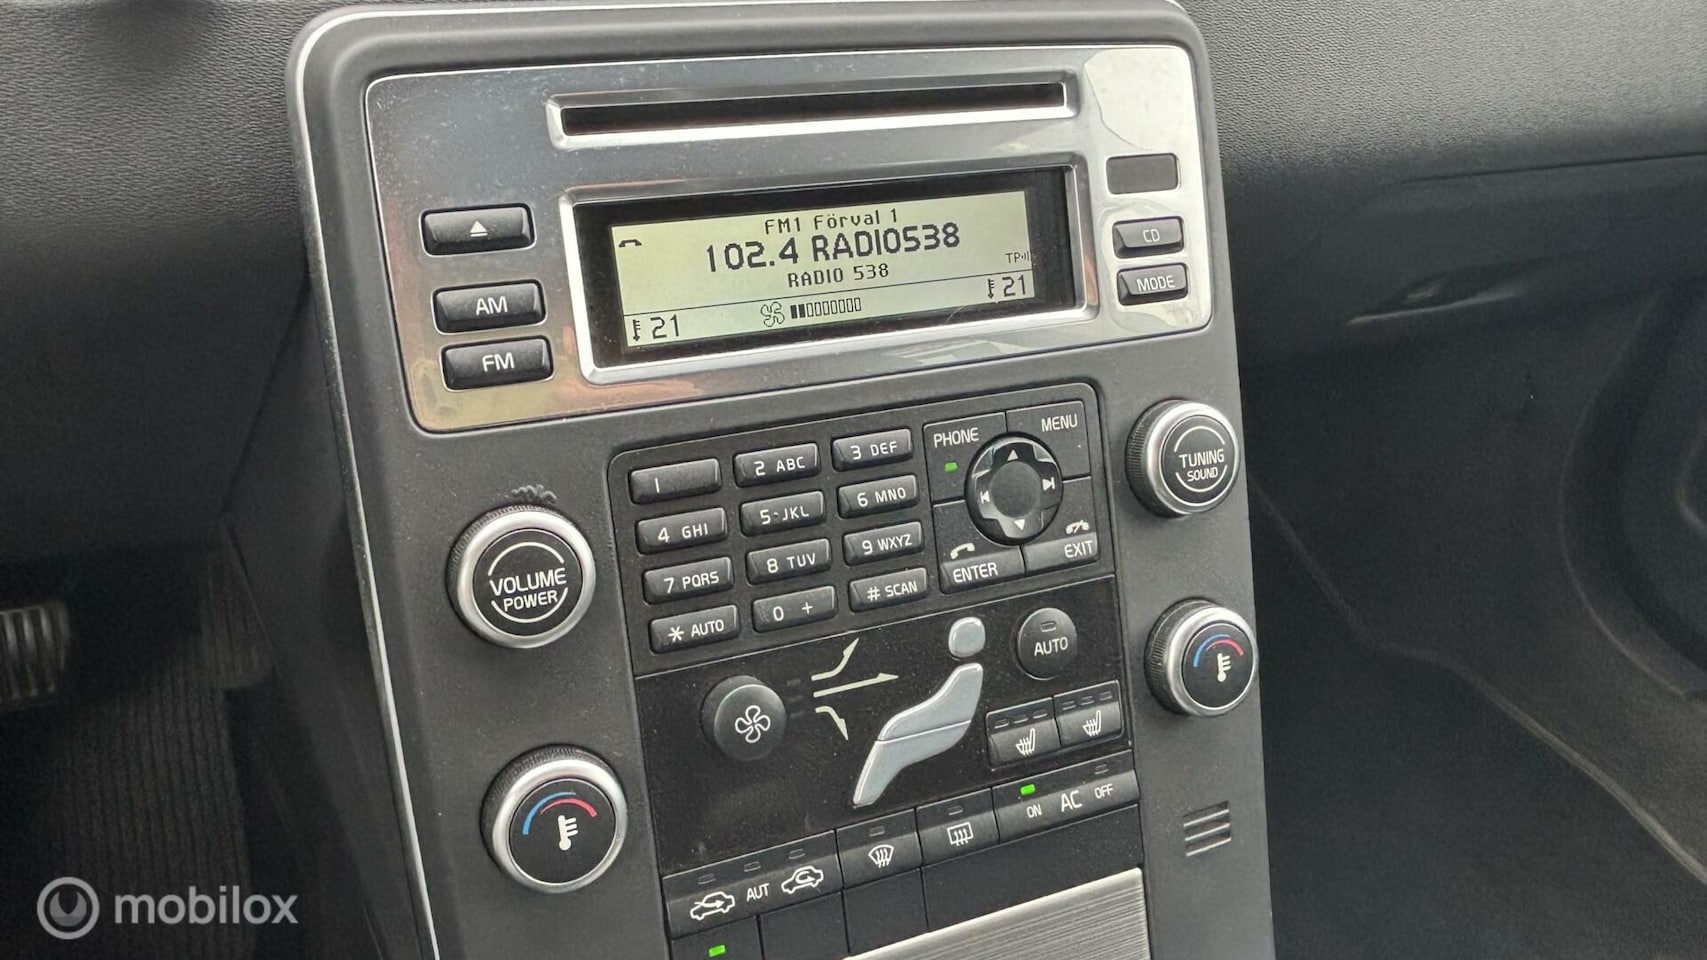 FM1 Förval 1
102.4 RADIO538
RADIO 538
TP
21
21
AM
FM
CD
MODE
PHONE
MENU
1
2 ABC
3 DEF
4 GHI
5 JKL
6 MNO
7 PQRS
8 TUV
9 WXYZ
* AUTO
0 +
# SCAN
ENTER
EXIT
TUNING
SOUND
VOLUME
POWER
AUTO
ON AC OFF
AUT
mobilox